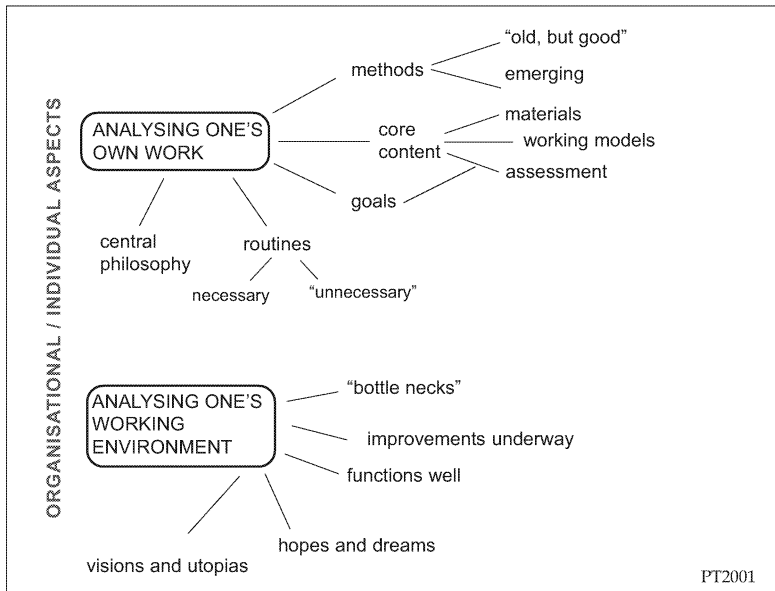 ORGANISATIONAL / INDIVIDUAL ASPECTS
ANALYSING ONE'S
OWN WORK
methods
“old, but good”
emerging
core
content
materials
working models
assessment
goals
central
philosophy
routines
necessary
“unnecessary”
ANALYSING ONE'S
WORKING
ENVIRONMENT
“bottle necks”
improvements underway
functions well
hopes and dreams
visions and utopias
PT2001